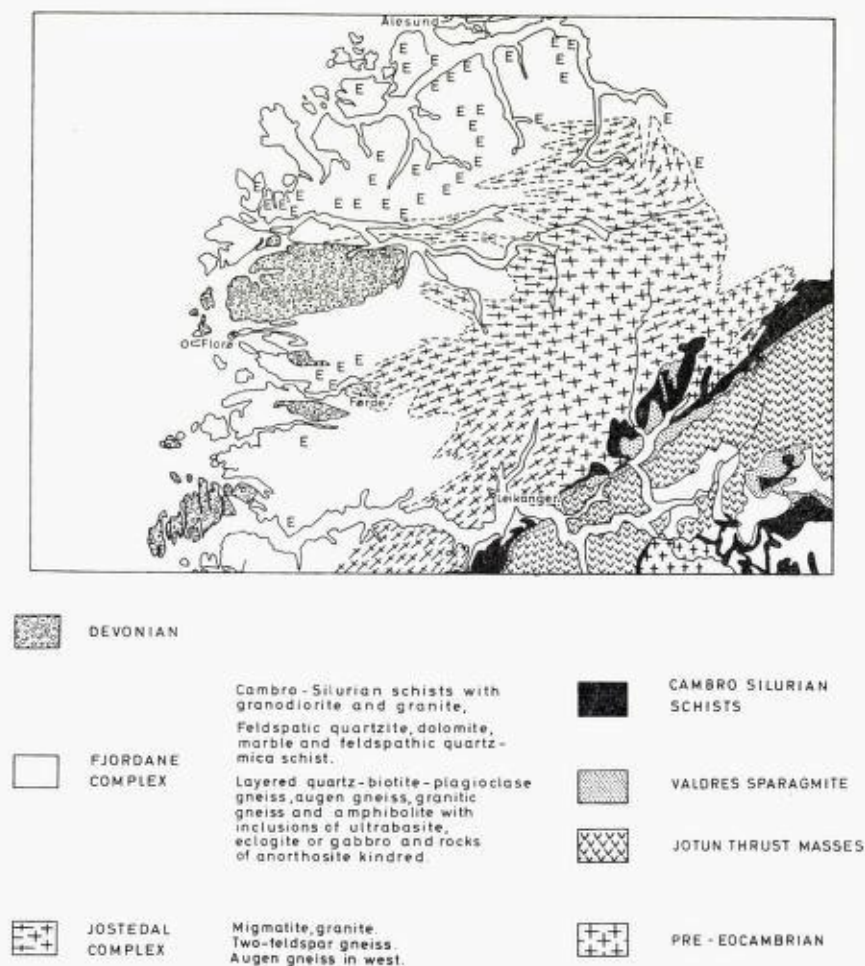 Ålesund
E E E
E E E
E E E E
E E
E E E E
E
E
E E E
E E E
E E E
E E E E E E E
E E
Florø
E E
E E
Førde
E
Leikanger
E
DEVONIAN
FJORDANE
COMPLEX
Cambro-Silurian schists with
granodiorite and granite,
Feldspatic quartzite, dolomite,
marble and feldspathic quartz-
mica schist.
Layered quartz-biotite-plagioclase
gneiss, augen gneiss, granitic
gneiss and amphibolite with
inclusions of ultrabasite,
eclogite or gabbro and rocks
of anorthosite kindred
JOSTEDAL
COMPLEX
Migmatite, granite.
Two-feldspar gneiss.
Augen gneiss in west.
CAMBRO SILURIAN
SCHISTS
VALDRES SPARAGMITE
JOTUN THRUST MASSES
PRE-EOCAMBRIAN